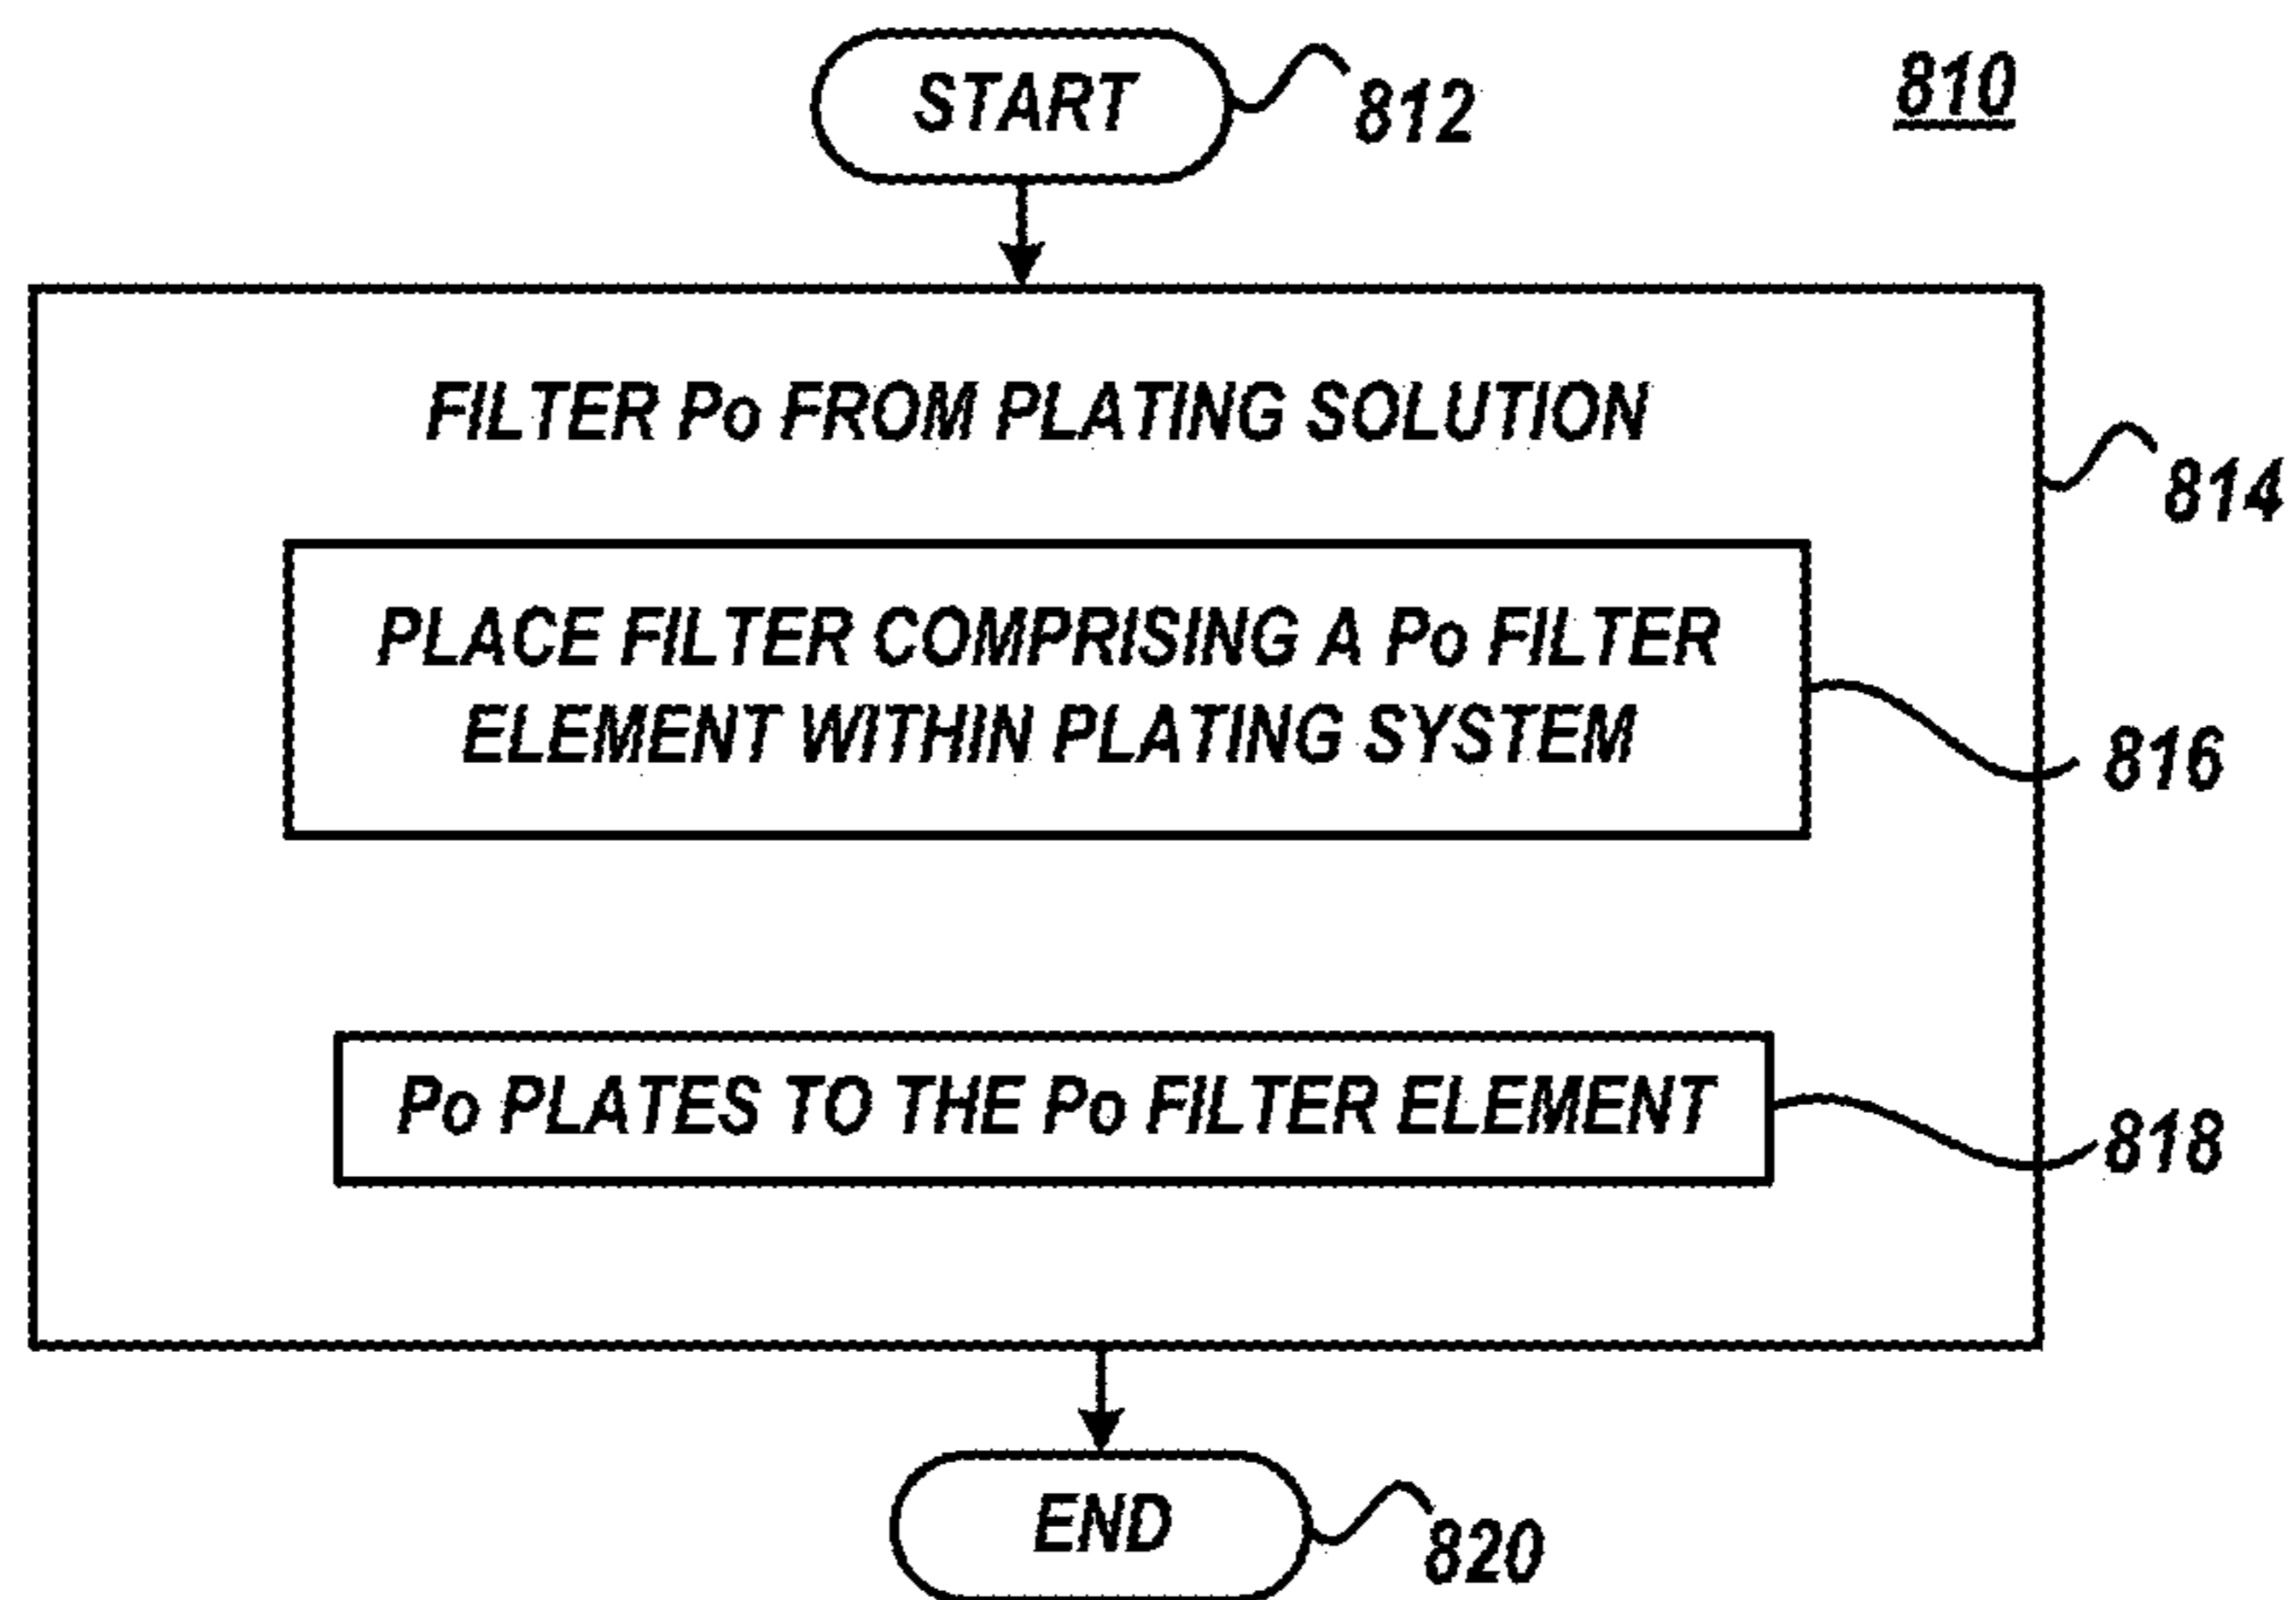 START
812
810
FILTER Po FROM PLATING SOLUTION
814
PLACE FILTER COMPRISING A Po FILTER
ELEMENT WITHIN PLATING SYSTEM
816
Po PLATES TO THE Po FILTER ELEMENT
818
END
820